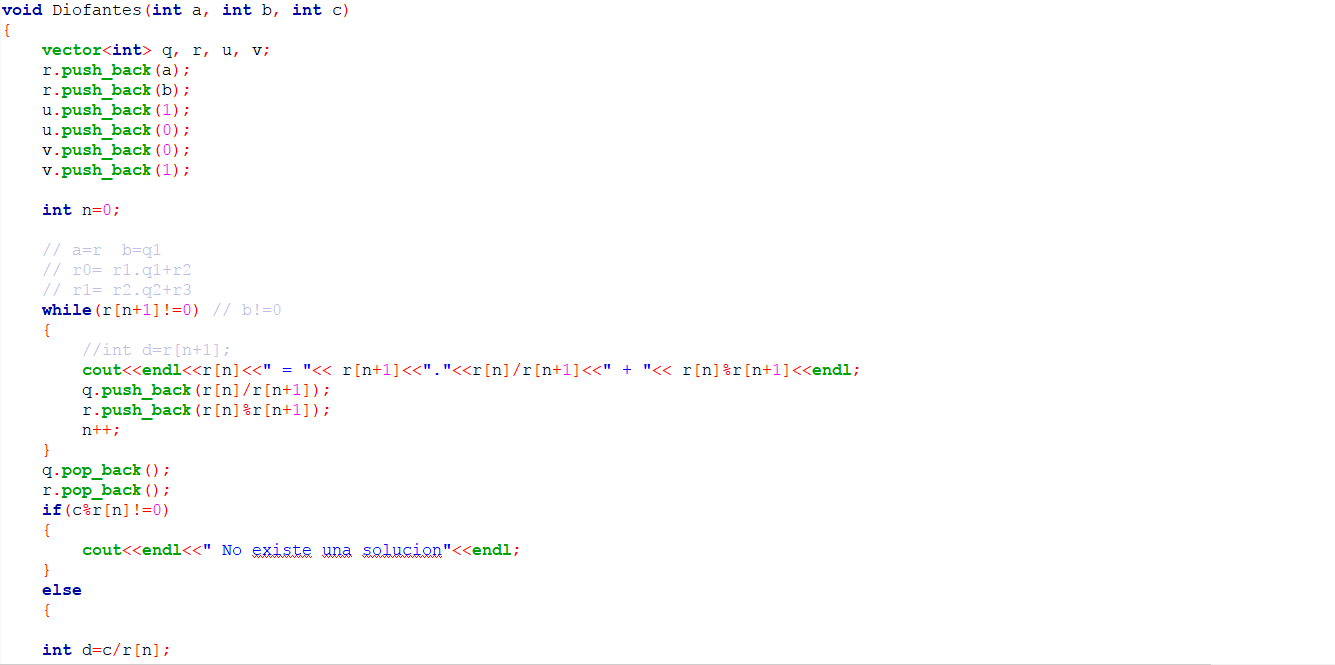 void Diofantes(int a, int b, int c)
{
vector<int> q, r, u, v;
r.push_back(a);
r.push_back(b);
u.push_back(1);
u.push_back(0);
v.push_back(0);
v.push_back(1);
int n=0;
// a=r  b=q1
// r0= r1.q1+r2
// r1= r2.q2+r3
while(r[n+1]!=0) // b!=0
{
//int d=r[n+1];
cout<<endl<<r[n]<<" = "<< r[n+1]<<"."<<r[n]/r[n+1]<<" + "<< r[n]%r[n+1]<<endl;
q.push_back(r[n]/r[n+1]);
r.push_back(r[n]%r[n+1]);
n++;
}
q.pop_back();
r.pop_back();
if(c%r[n]!=0)
{
cout<<endl<<" No existe una solucion"<<endl;
}
else
{
int d=c/r[n];